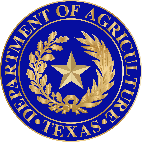 DEPARTMENT OF AGRICULTURE
TEXAS